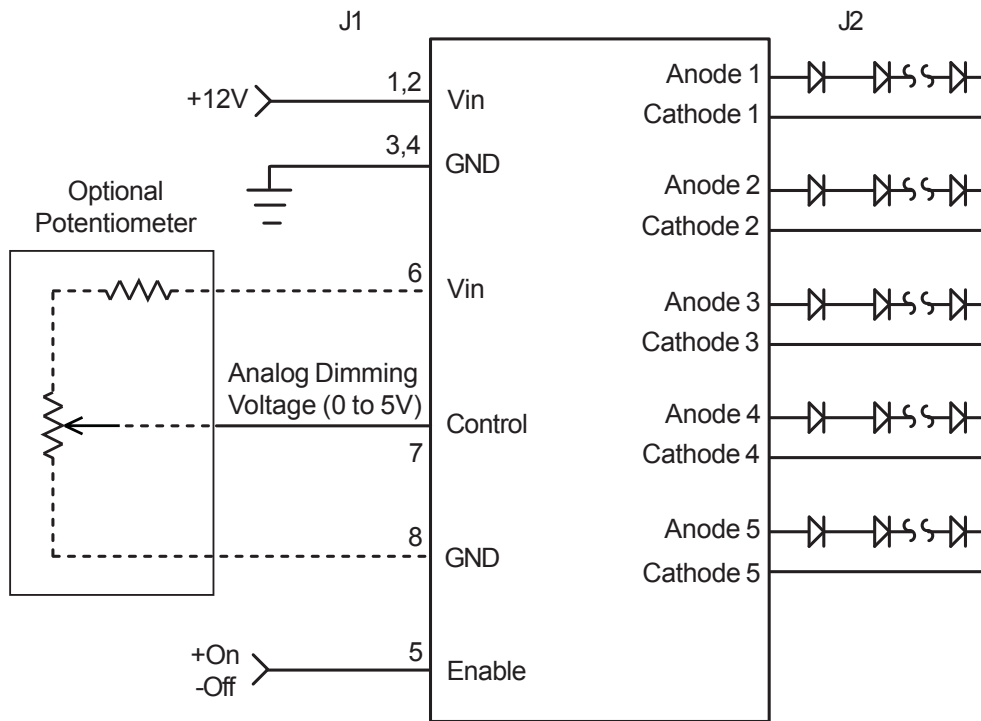 J1
J2
+12V
1,2
Vin
3,4
GND
Optional
Potentiometer
6
Vin
Analog Dimming
Voltage (0 to 5V)
Control
7
8
GND
+On
-Off
5
Enable
Anode 1
Cathode 1
Anode 2
Cathode 2
Anode 3
Cathode 3
Anode 4
Cathode 4
Anode 5
Cathode 5